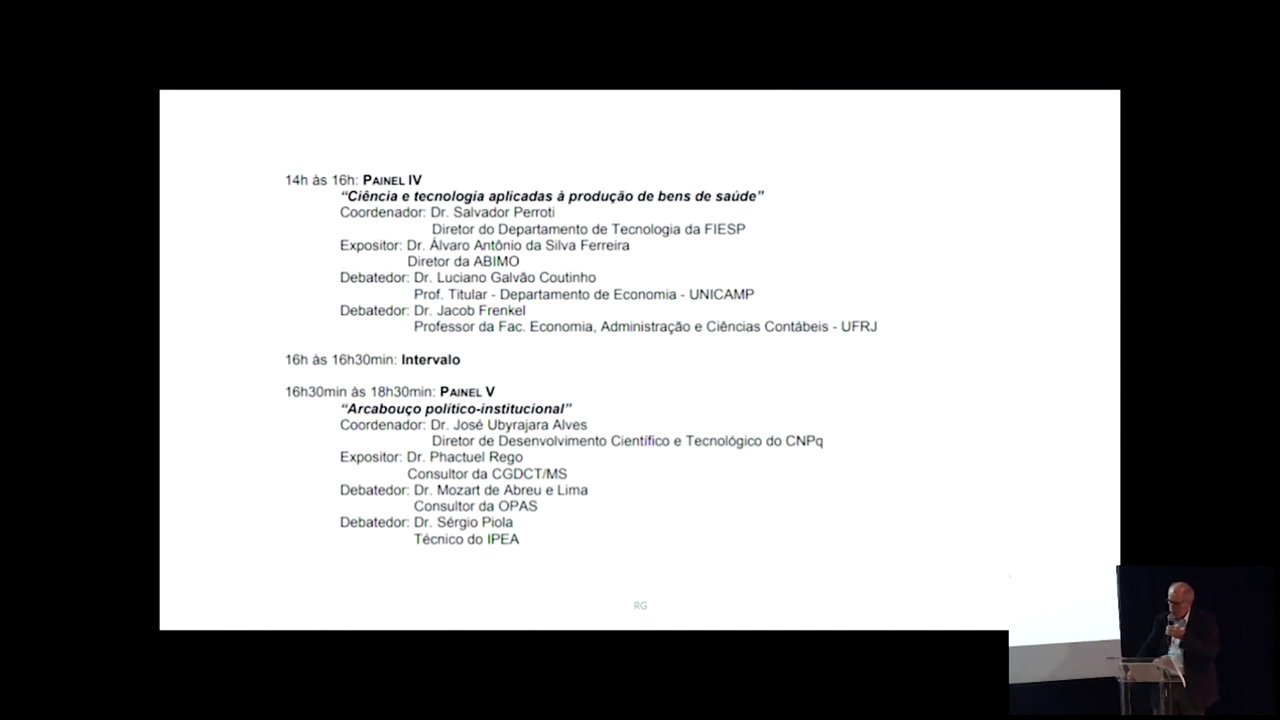 14h às 16h: PAINEL IV
“Ciência e tecnologia aplicadas à produção de bens de saúde”
Coordenador: Dr. Salvador Perroti
Diretor do Departamento de Tecnologia da FIESP
Expositor: Dr. Álvaro Antônio da Silva Ferreira
Diretor da ABIMO
Debatedor: Dr. Luciano Galvão Coutinho
Prof. Titular - Departamento de Economia - UNICAMP
Debatedor: Dr. Jacob Frenkel
Professor da Fac. Economia, Administração e Ciências Contábeis - UFRJ
16h às 16h30min: Intervalo
16h30min às 18h30min: PAINEL V
“Arcabouço político-institucional”
Coordenador: Dr. José Ubyrajara Alves
Diretor de Desenvolvimento Científico e Tecnológico do CNPq
Expositor: Dr. Phactuel Rego
Consultor da CGDCT/MS
Debatedor: Dr. Mozart de Abreu e Lima
Consultor da OPAS
Debatedor: Dr. Sérgio Piola
Técnico do IPEA
RG